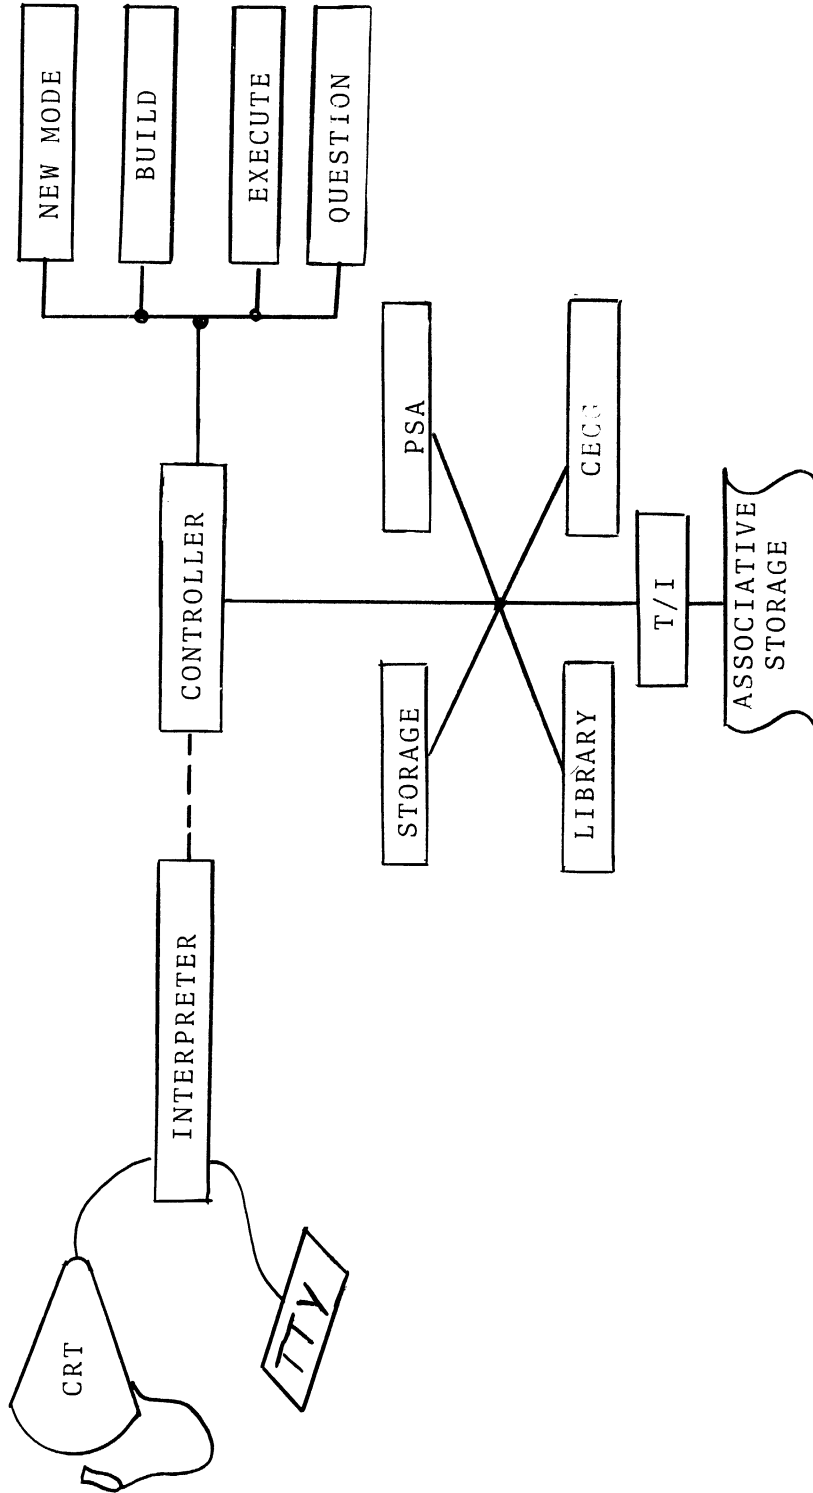 NEW MODE
CRT
BUILD
INTERPRETER
CONTROLLER
EXECUTE
TTY
QUESTION
STORAGE
PSA
LIBRARY
T/I
ASSOCIATIVE
STORAGE